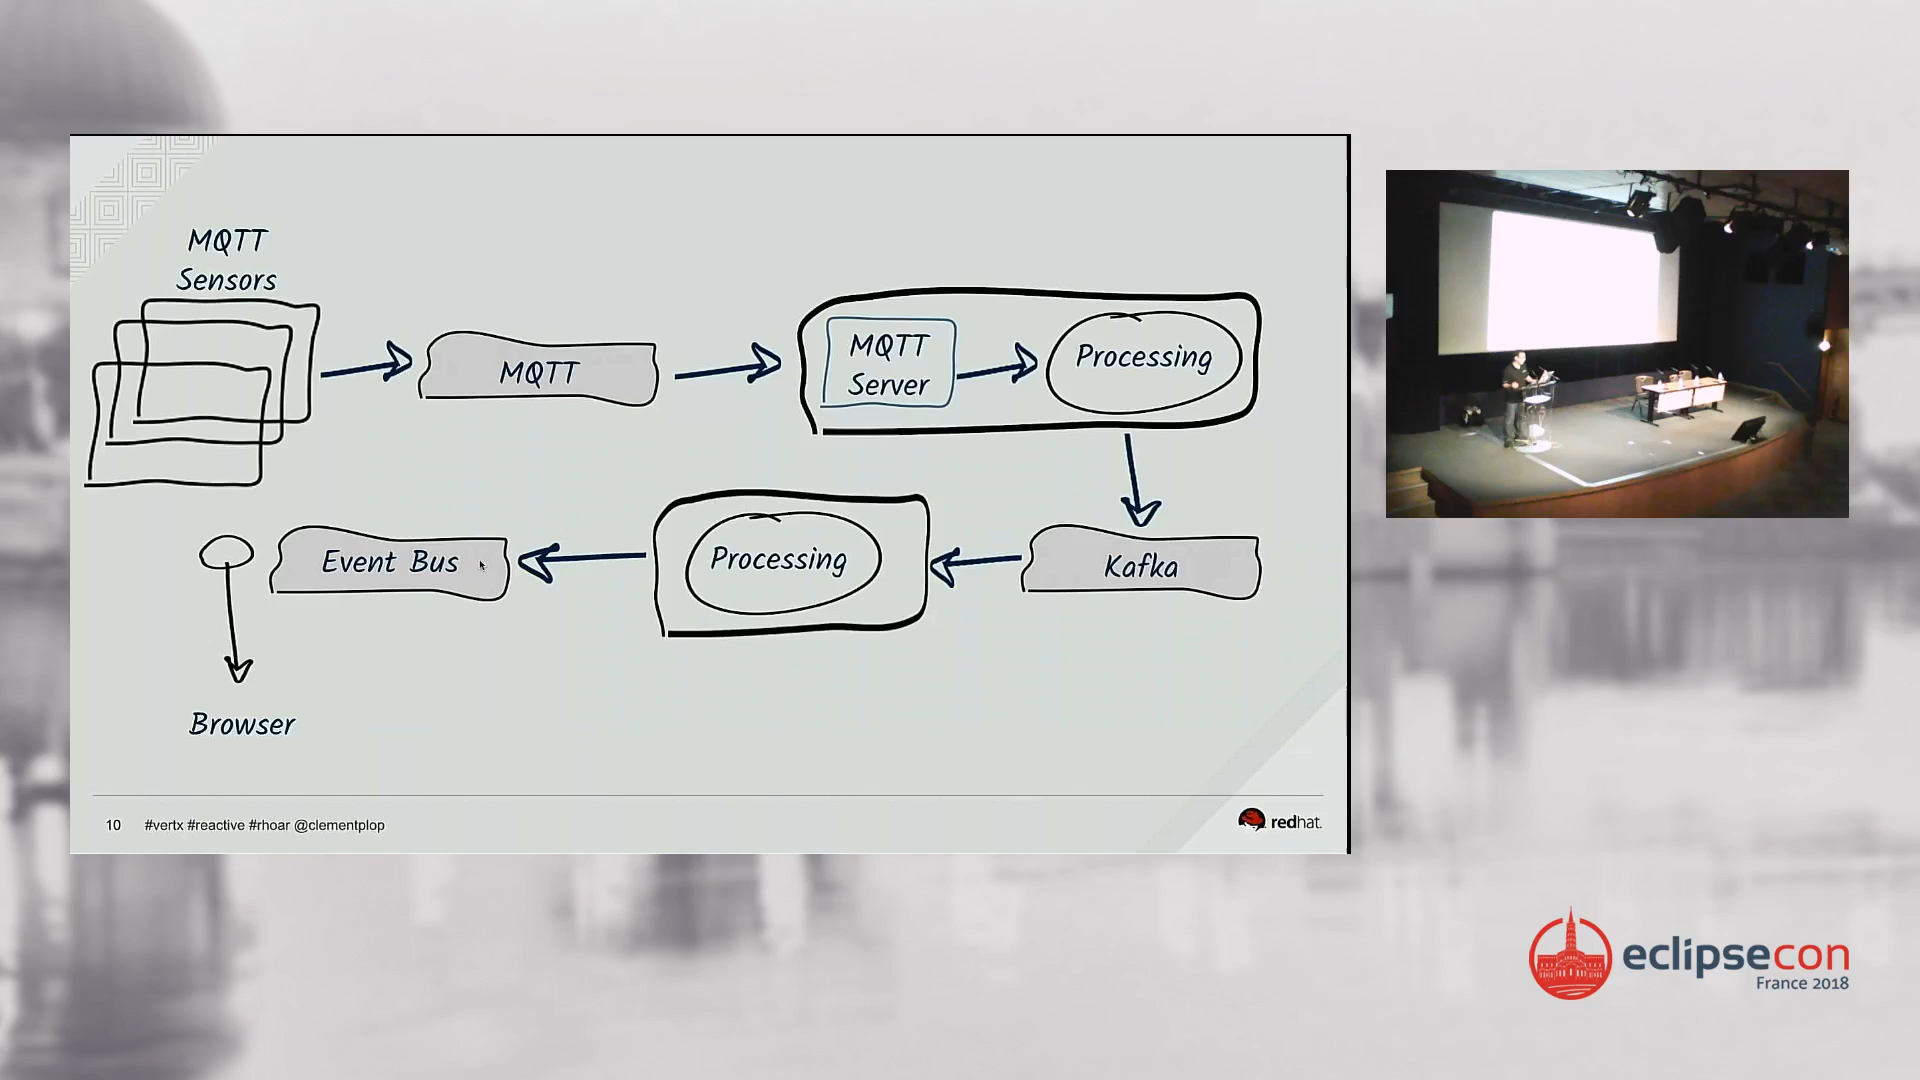 MQTT
Sensors
MQTT
MQTT
Server
Processing
Event Bus
Processing
Kafka
Browser
10 #vertx #reactive #rhoar @clementplop
redhat.
eclipsecon
France 2018